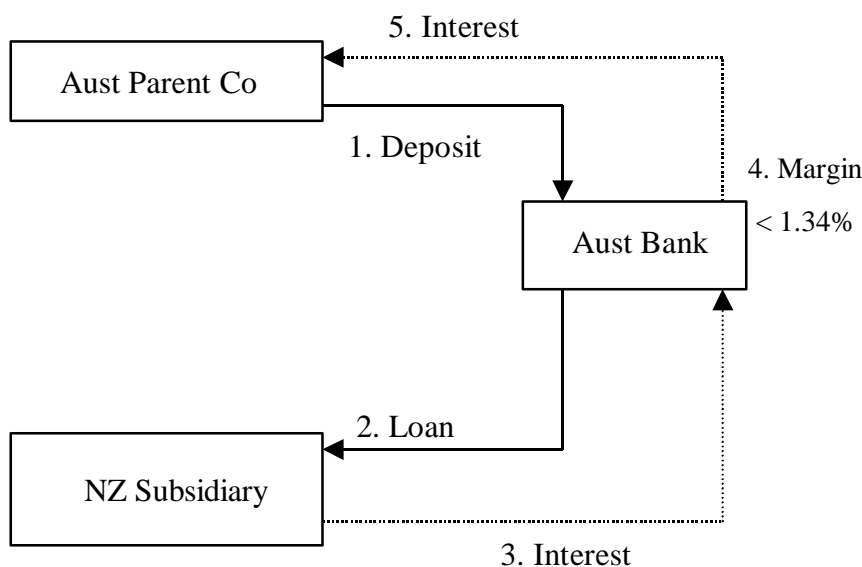 5. Interest
Aust Parent Co
1. Deposit
4. Margin
< 1.34%
Aust Bank
2. Loan
NZ Subsidiary
3. Interest